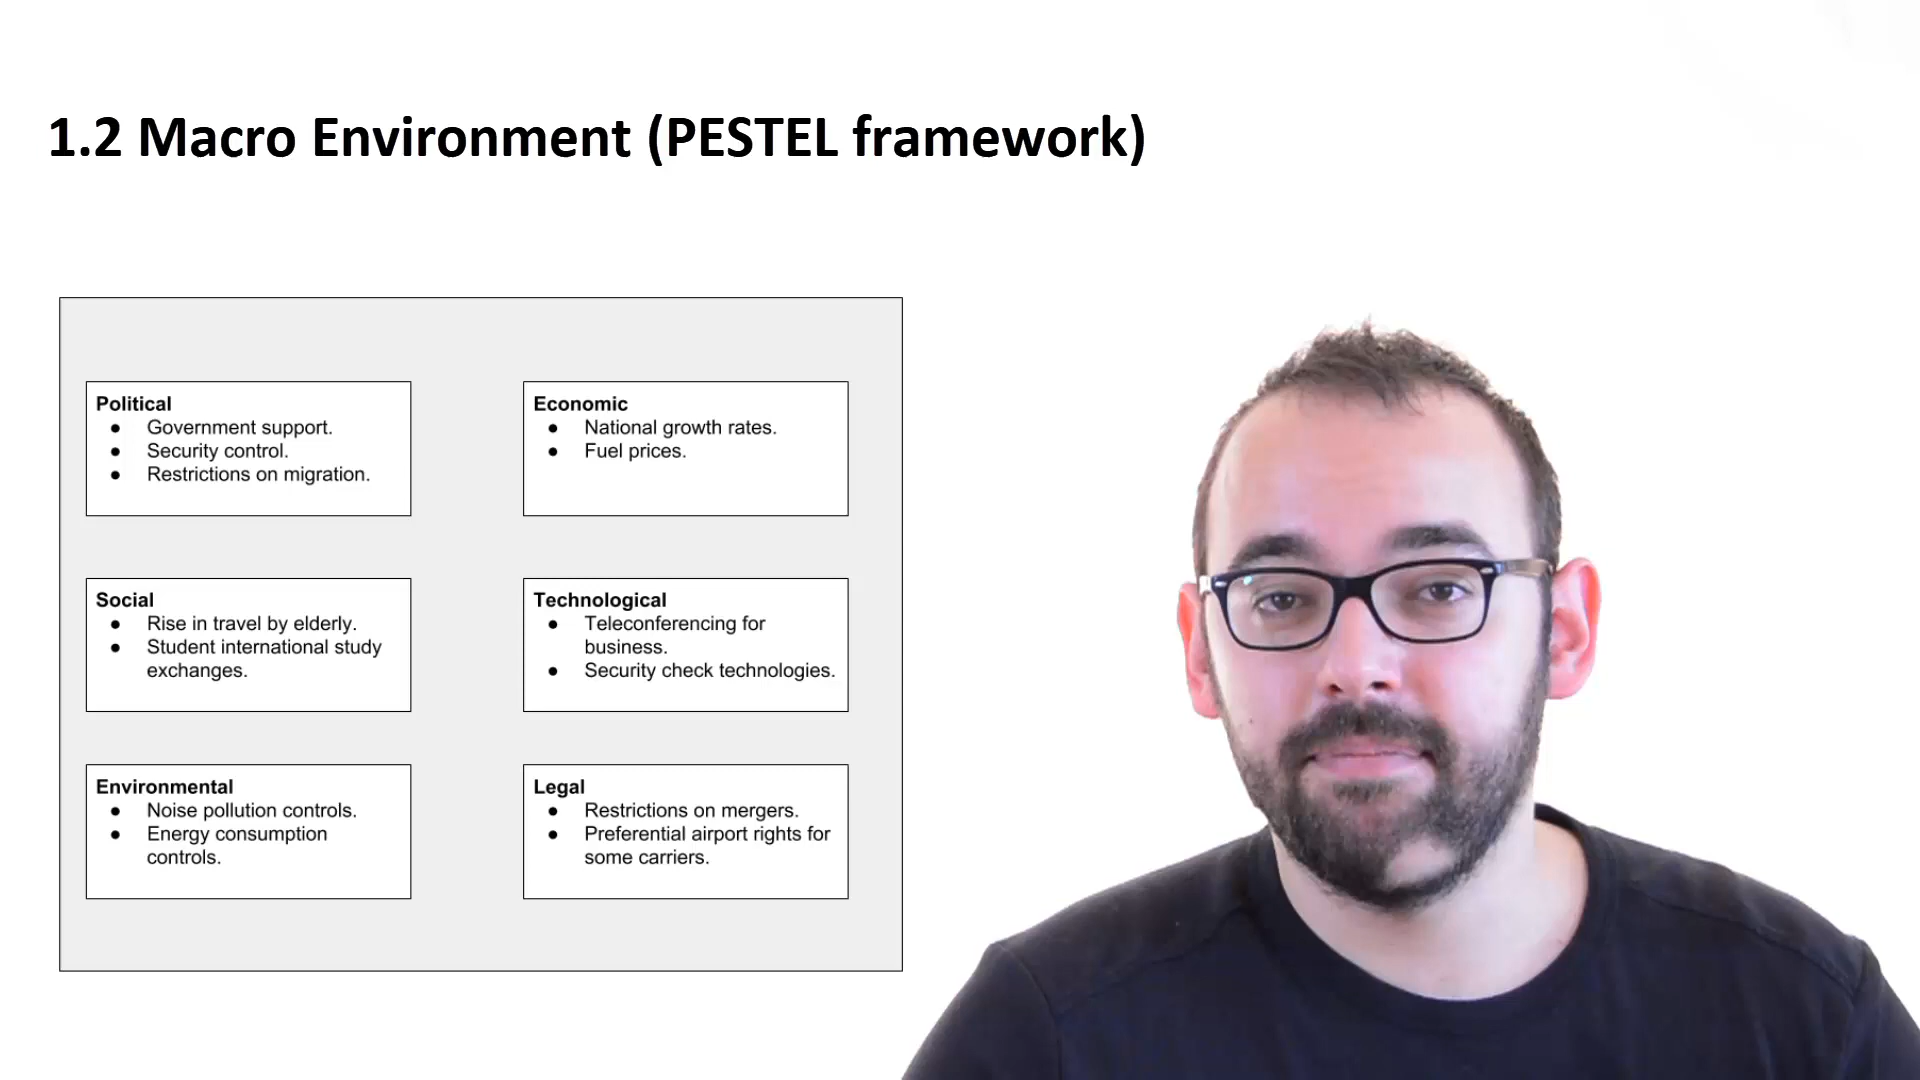 1.2 Macro Environment (PESTEL framework)
Political
● Government support.
● Security control.
● Restrictions on migration.
Economic
● National growth rates.
● Fuel prices.
Social
● Rise in travel by elderly.
● Student international study
exchanges.
Technological
● Teleconferencing for
business.
● Security check technologies.
Environmental
● Noise pollution controls.
● Energy consumption
controls.
Legal
● Restrictions on mergers.
● Preferential airport rights for
some carriers.